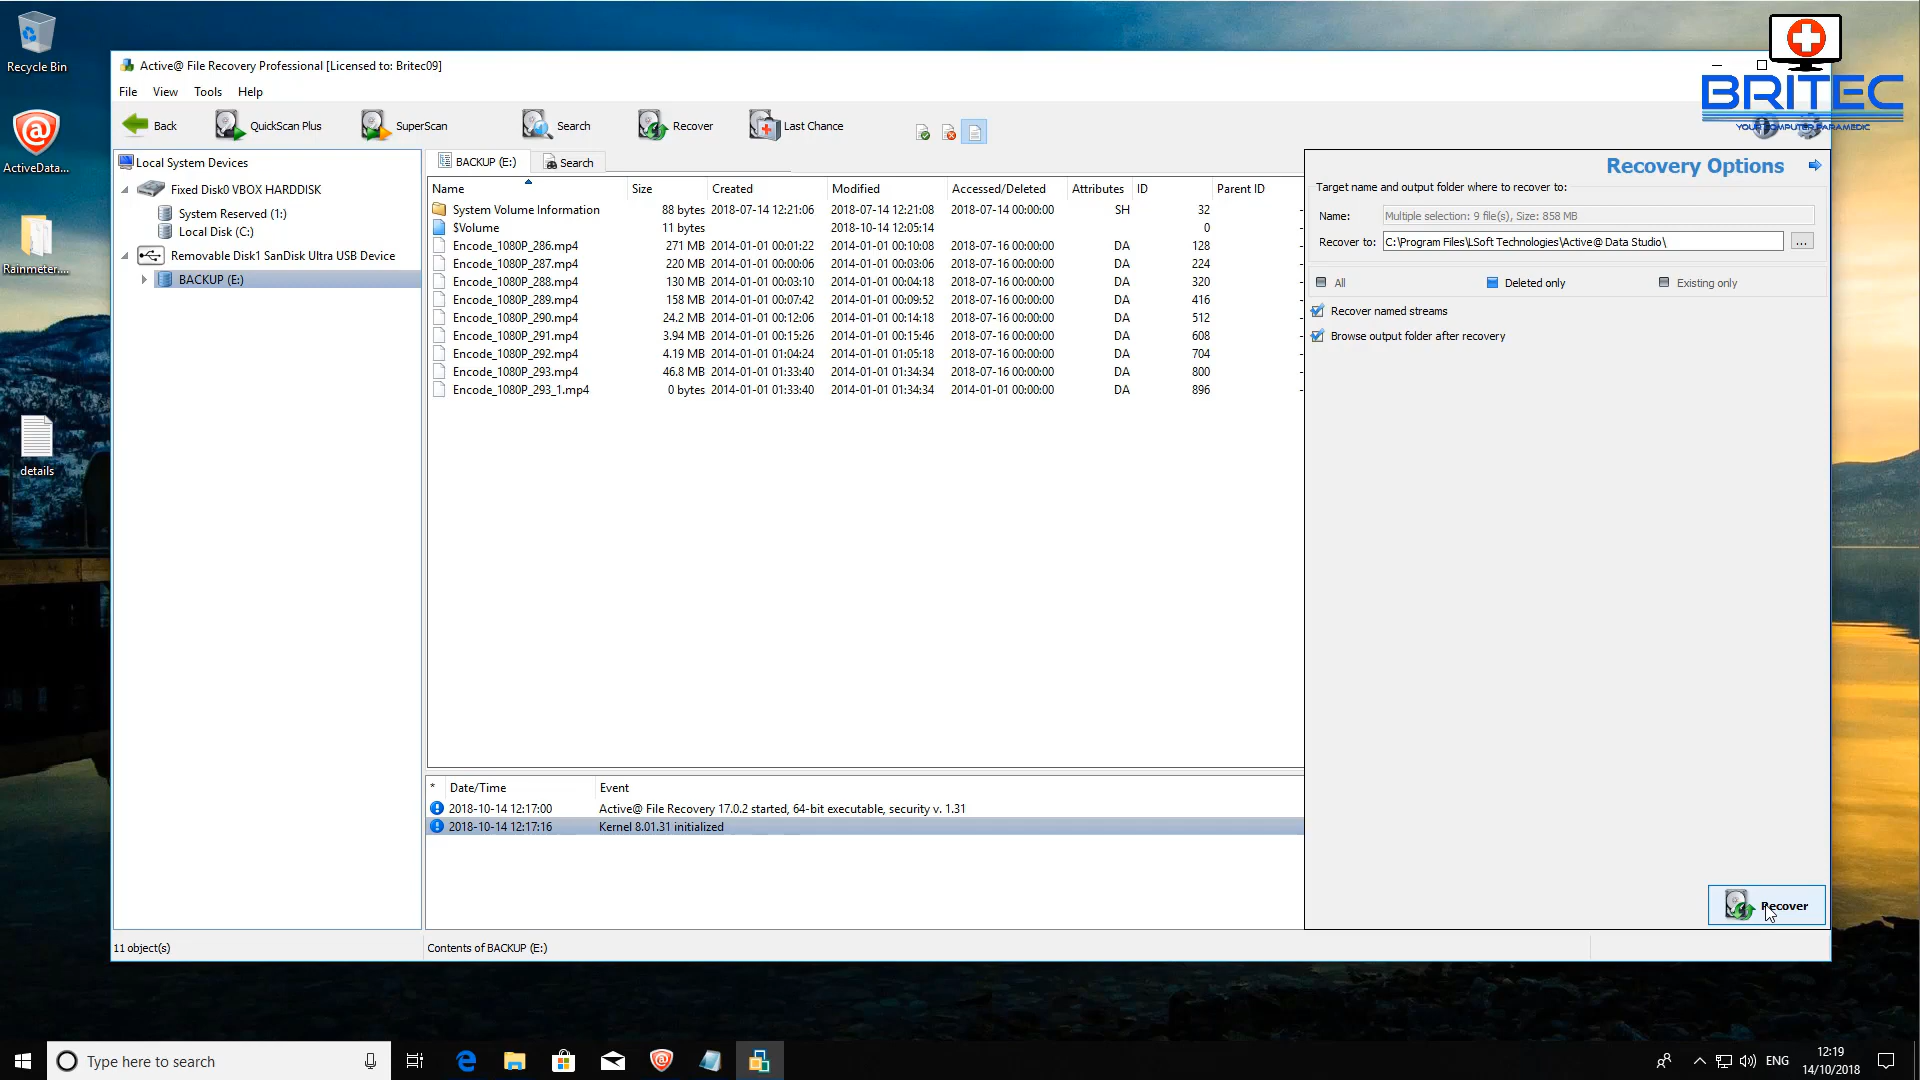 Recycle Bin
ActiveData...
Rainmeter....
details
BRITEC
YOUR COMPUTER PARAMEDIC
Active@ File Recovery Professional [Licensed to: Britec09]
File View Tools Help
Back QuickScan Plus SuperScan Search Recover Last Chance
Local System Devices
Fixed Disk0 VBOX HARDDISK
System Reserved (1:)
Local Disk (C:)
Removable Disk1 SanDisk Ultra USB Device
BACKUP (E:)
BACKUP (E:) Search
Name Size Created Modified Accessed/Deleted Attributes ID Parent ID
System Volume Information 88 bytes 2018-07-14 12:21:06 2018-07-14 12:21:08 2018-07-14 00:00:00 SH 32 -
$Volume 11 bytes 2018-10-14 12:05:14 0 -
Encode_1080P_286.mp4 271 MB 2014-01-01 00:01:22 2014-01-01 00:10:08 2018-07-16 00:00:00 DA 128 -
Encode_1080P_287.mp4 220 MB 2014-01-01 00:00:06 2014-01-01 00:03:06 2018-07-16 00:00:00 DA 224 -
Encode_1080P_288.mp4 130 MB 2014-01-01 00:03:10 2014-01-01 00:04:18 2018-07-16 00:00:00 DA 320 -
Encode_1080P_289.mp4 158 MB 2014-01-01 00:07:42 2014-01-01 00:09:52 2018-07-16 00:00:00 DA 416 -
Encode_1080P_290.mp4 24.2 MB 2014-01-01 00:12:06 2014-01-01 00:14:18 2018-07-16 00:00:00 DA 512 -
Encode_1080P_291.mp4 3.94 MB 2014-01-01 00:15:26 2014-01-01 00:15:46 2018-07-16 00:00:00 DA 608 -
Encode_1080P_292.mp4 4.19 MB 2014-01-01 01:04:24 2014-01-01 01:05:18 2018-07-16 00:00:00 DA 704 -
Encode_1080P_293.mp4 46.8 MB 2014-01-01 01:33:40 2014-01-01 01:34:34 2018-07-16 00:00:00 DA 800 -
Encode_1080P_293_1.mp4 0 bytes 2014-01-01 01:33:40 2014-01-01 01:34:34 2014-01-01 00:00:00 DA 896 -
Recovery Options
Target name and output folder where to recover to:
Name: Multiple selection: 9 file(s), Size: 858 MB
Recover to: C:\Program Files\LSoft Technologies\Active@ Data Studio\ ...
All Deleted only Existing only
Recover named streams
Browse output folder after recovery
* Date/Time Event
2018-10-14 12:17:00 Active@ File Recovery 17.0.2 started, 64-bit executable, security v. 1.31
2018-10-14 12:17:16 Kernel 8.01.31 initialized
Recover
11 object(s) Contents of BACKUP (E:)
Type here to search
ENG
12:19
14/10/2018